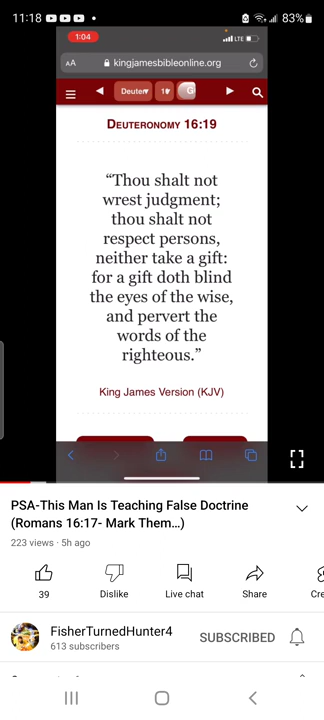 11:18
83%
1:04
LTE
AA
kingjamesbibleonline.org
Deuter
G
DEUTERONOMY 16:19
“Thou shalt not
wrest judgment;
thou shalt not
respect persons,
neither take a gift:
for a gift doth blind
the eyes of the wise,
and pervert the
words of the
righteous.”
King James Version (KJV)
PSA-This Man Is Teaching False Doctrine
(Romans 16:17- Mark Them...)
223 views · 5h ago
39
Dislike
Live chat
Share
Cre
FisherTurnedHunter4
613 subscribers
SUBSCRIBED